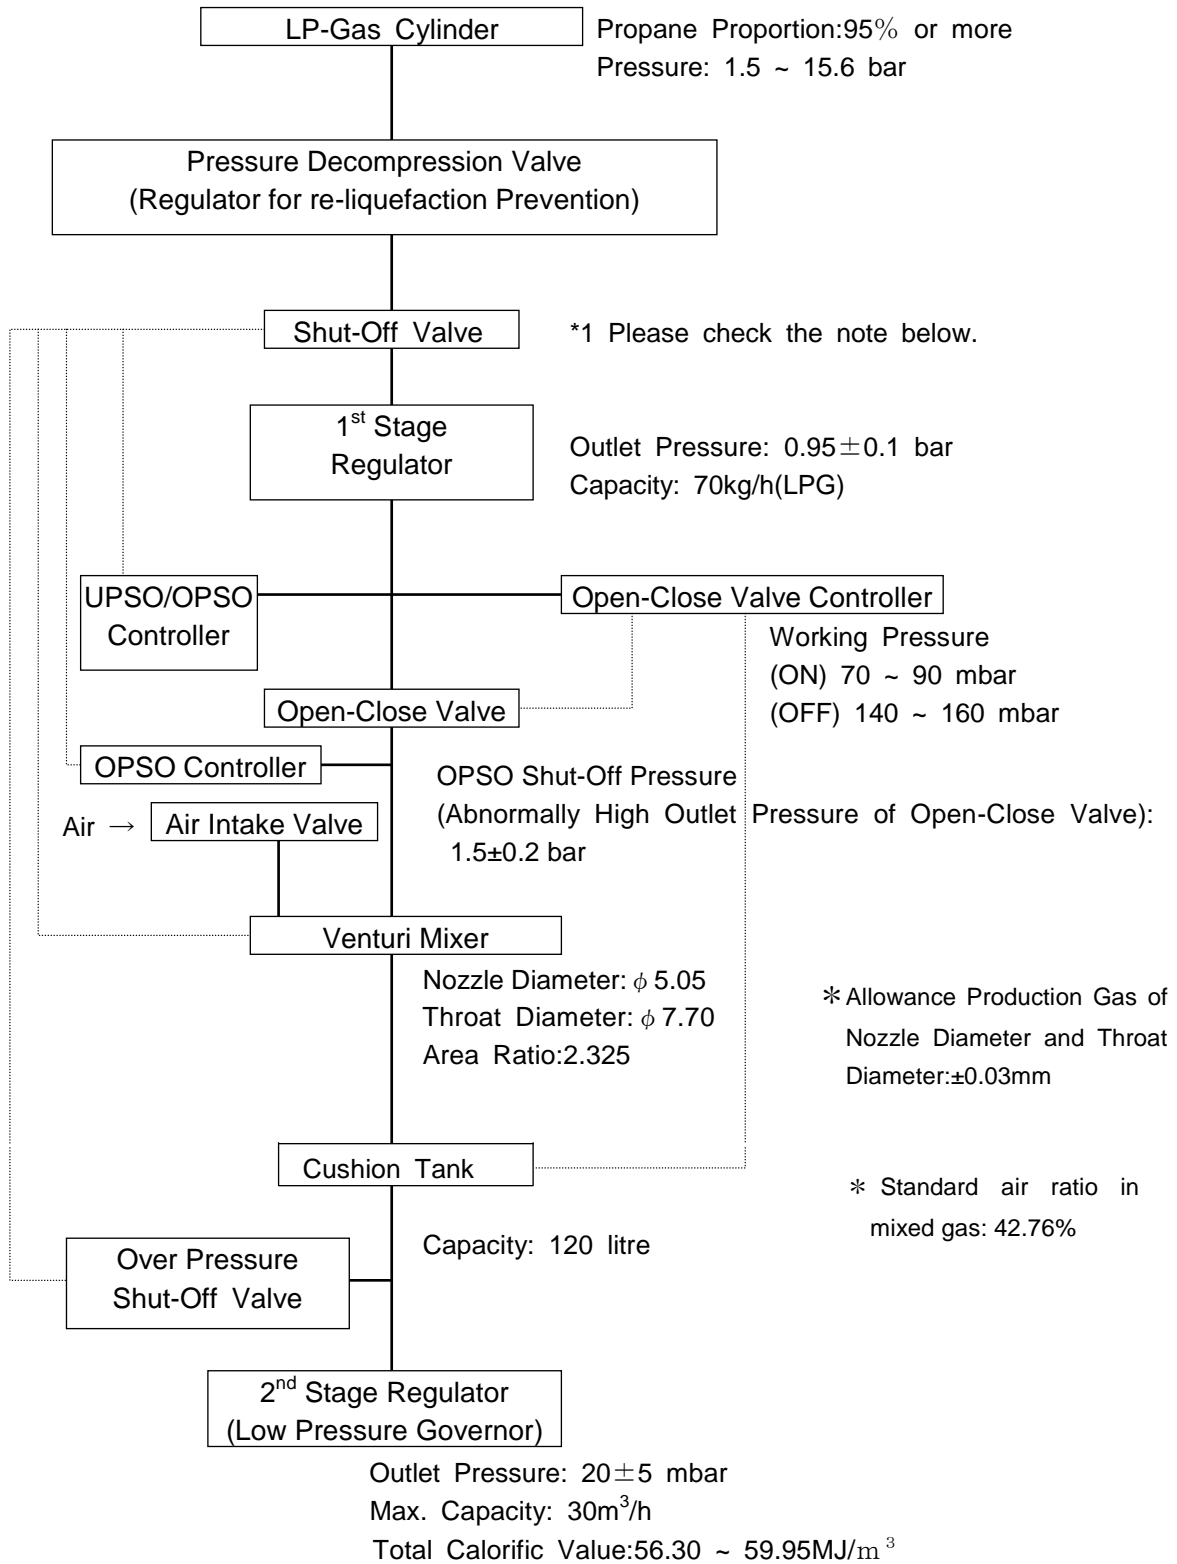 LP-Gas Cylinder
Propane Proportion:95% or more
Pressure: 1.5 ~ 15.6 bar
Pressure Decompression Valve
(Regulator for re-liquefaction Prevention)
Shut-Off Valve
*1 Please check the note below.
1st Stage
Regulator
Outlet Pressure: 0.95±0.1 bar
Capacity: 70kg/h(LPG)
UPSO/OPSO
Controller
Open-Close Valve Controller
Working Pressure
(ON) 70 ~ 90 mbar
(OFF) 140 ~ 160 mbar
Open-Close Valve
OPSO Controller
OPSO Shut-Off Pressure
(Abnormally High Outlet Pressure of Open-Close Valve):
1.5±0.2 bar
Air → Air Intake Valve
Venturi Mixer
Nozzle Diameter: φ 5.05
Throat Diameter: φ 7.70
Area Ratio:2.325
＊Allowance Production Gas of
Nozzle Diameter and Throat
Diameter:±0.03mm
Cushion Tank
＊ Standard air ratio in
mixed gas: 42.76%
Capacity: 120 litre
Over Pressure
Shut-Off Valve
2nd Stage Regulator
(Low Pressure Governor)
Outlet Pressure: 20±5 mbar
Max. Capacity: 30m³/h
Total Calorific Value:56.30 ~ 59.95MJ/m³